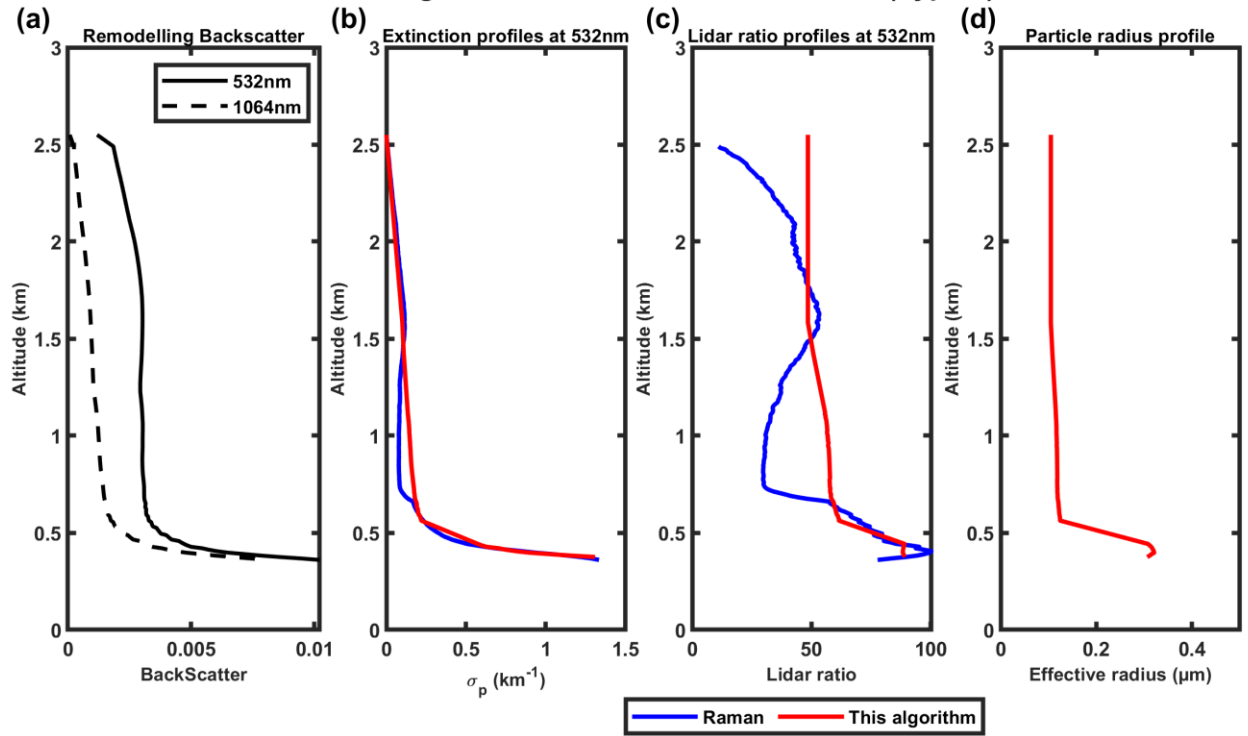 (a)
Remodelling Backscatter
3
2.5
2
1.5
1
0.5
0
Altitude (km)
532nm
1064nm
0 0.005 0.01
BackScatter
(b)
Extinction profiles at 532nm
3
2.5
2
1.5
1
0.5
0
Altitude (km)
0 0.5 1 1.5
σp (km-1)
(c)
Lidar ratio profiles at 532nm
3
2.5
2
1.5
1
0.5
0
Altitude (km)
0 50 100
Lidar ratio
(d)
Particle radius profile
3
2.5
2
1.5
1
0.5
0
Altitude (km)
0 0.2 0.4
Effective radius (μm)
Raman This algorithm